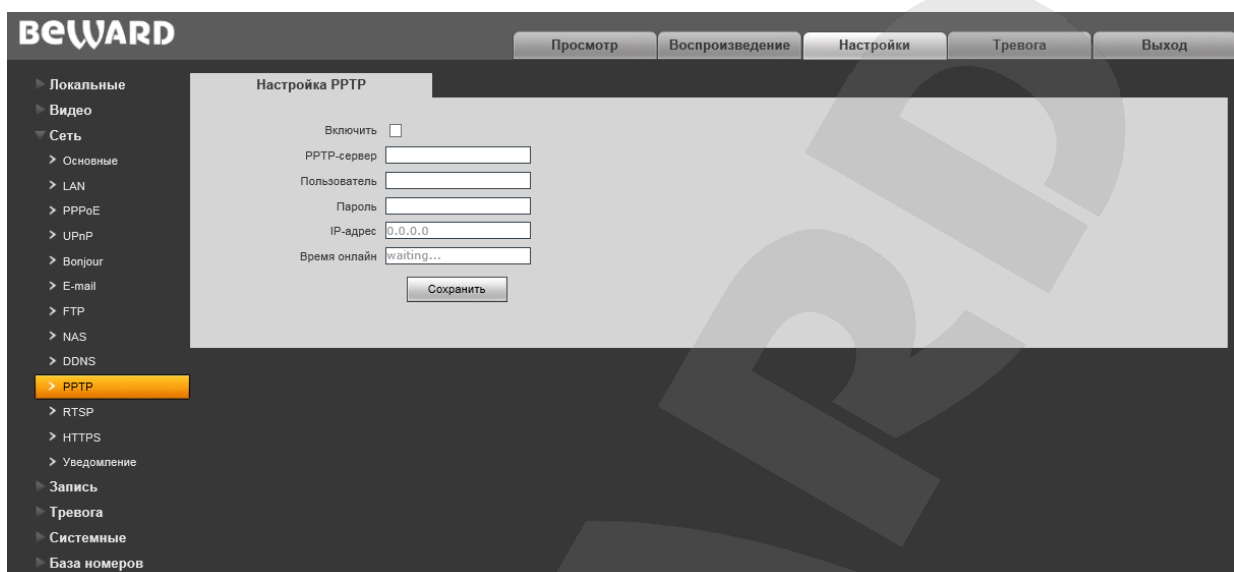 BEWARD
Просмотр
Воспроизведение
Настройки
Тревога
Выход
Локальные
Видео
Сеть
Основные
LAN
PPPoE
UPnP
Bonjour
E-mail
FTP
NAS
DDNS
PPTP
RTSP
HTTPS
Уведомление
Запись
Тревога
Системные
База номеров
Настройка PPTP
Включить
PPTP-сервер
Пользователь
Пароль
IP-адрес 0.0.0.0
Время онлайн waiting...
Сохранить